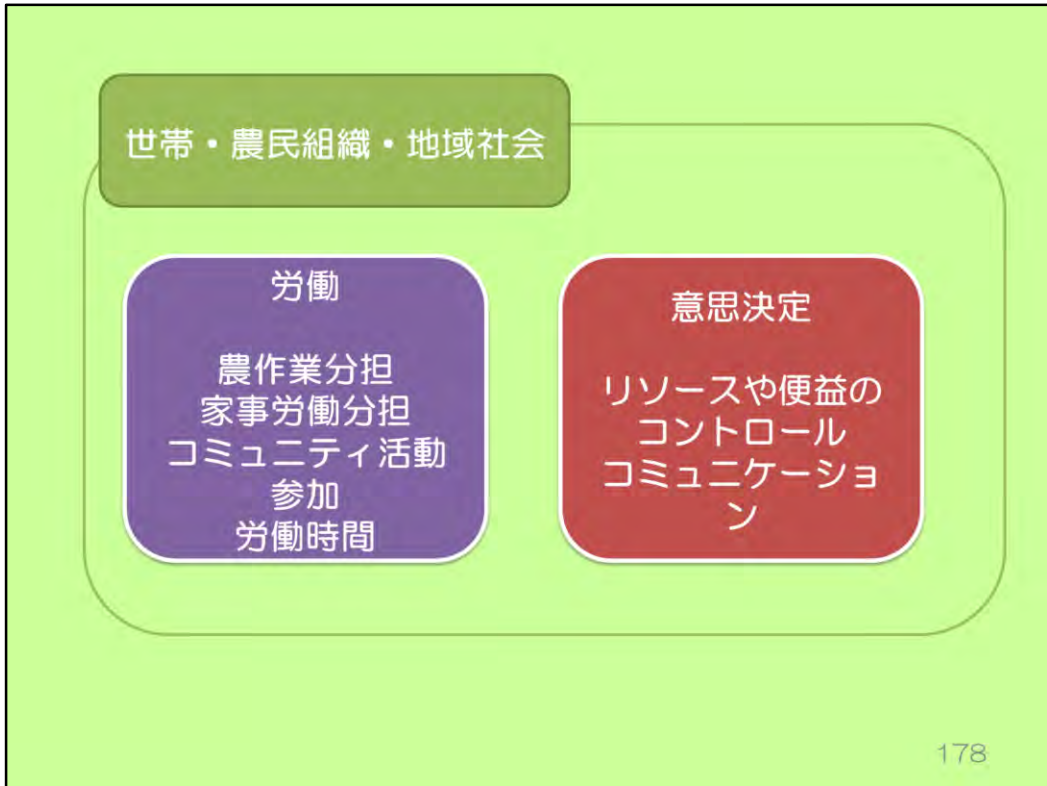 世帯・農民組織・地域社会
労働
農作業分担
家事労働分担
コミュニティ活動
参加
労働時間
意思決定
リソースや便益の
コントロール
コミュニケーショ
ン
178